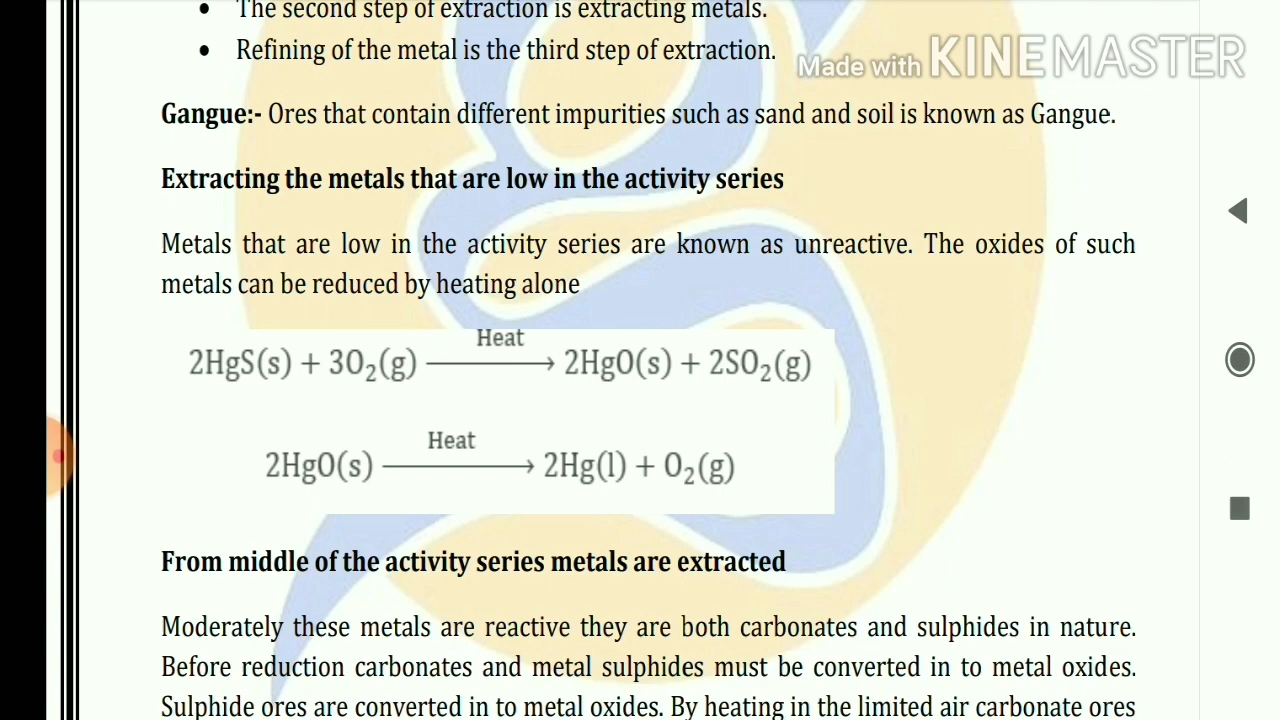 • The second step of extraction is extracting metals.
• Refining of the metal is the third step of extraction.
Made with KINEMASTER
Gangue:- Ores that contain different impurities such as sand and soil is known as Gangue.
Extracting the metals that are low in the activity series
Metals that are low in the activity series are known as unreactive. The oxides of such
metals can be reduced by heating alone
Heat
2HgS(s) + 3O₂(g) ⟶ 2HgO(s) + 2SO₂(g)
Heat
2HgO(s) ⟶ 2Hg(l) + O₂(g)
From middle of the activity series metals are extracted
Moderately these metals are reactive they are both carbonates and sulphides in nature.
Before reduction carbonates and metal sulphides must be converted in to metal oxides.
Sulphide ores are converted in to metal oxides. By heating in the limited air carbonate ores